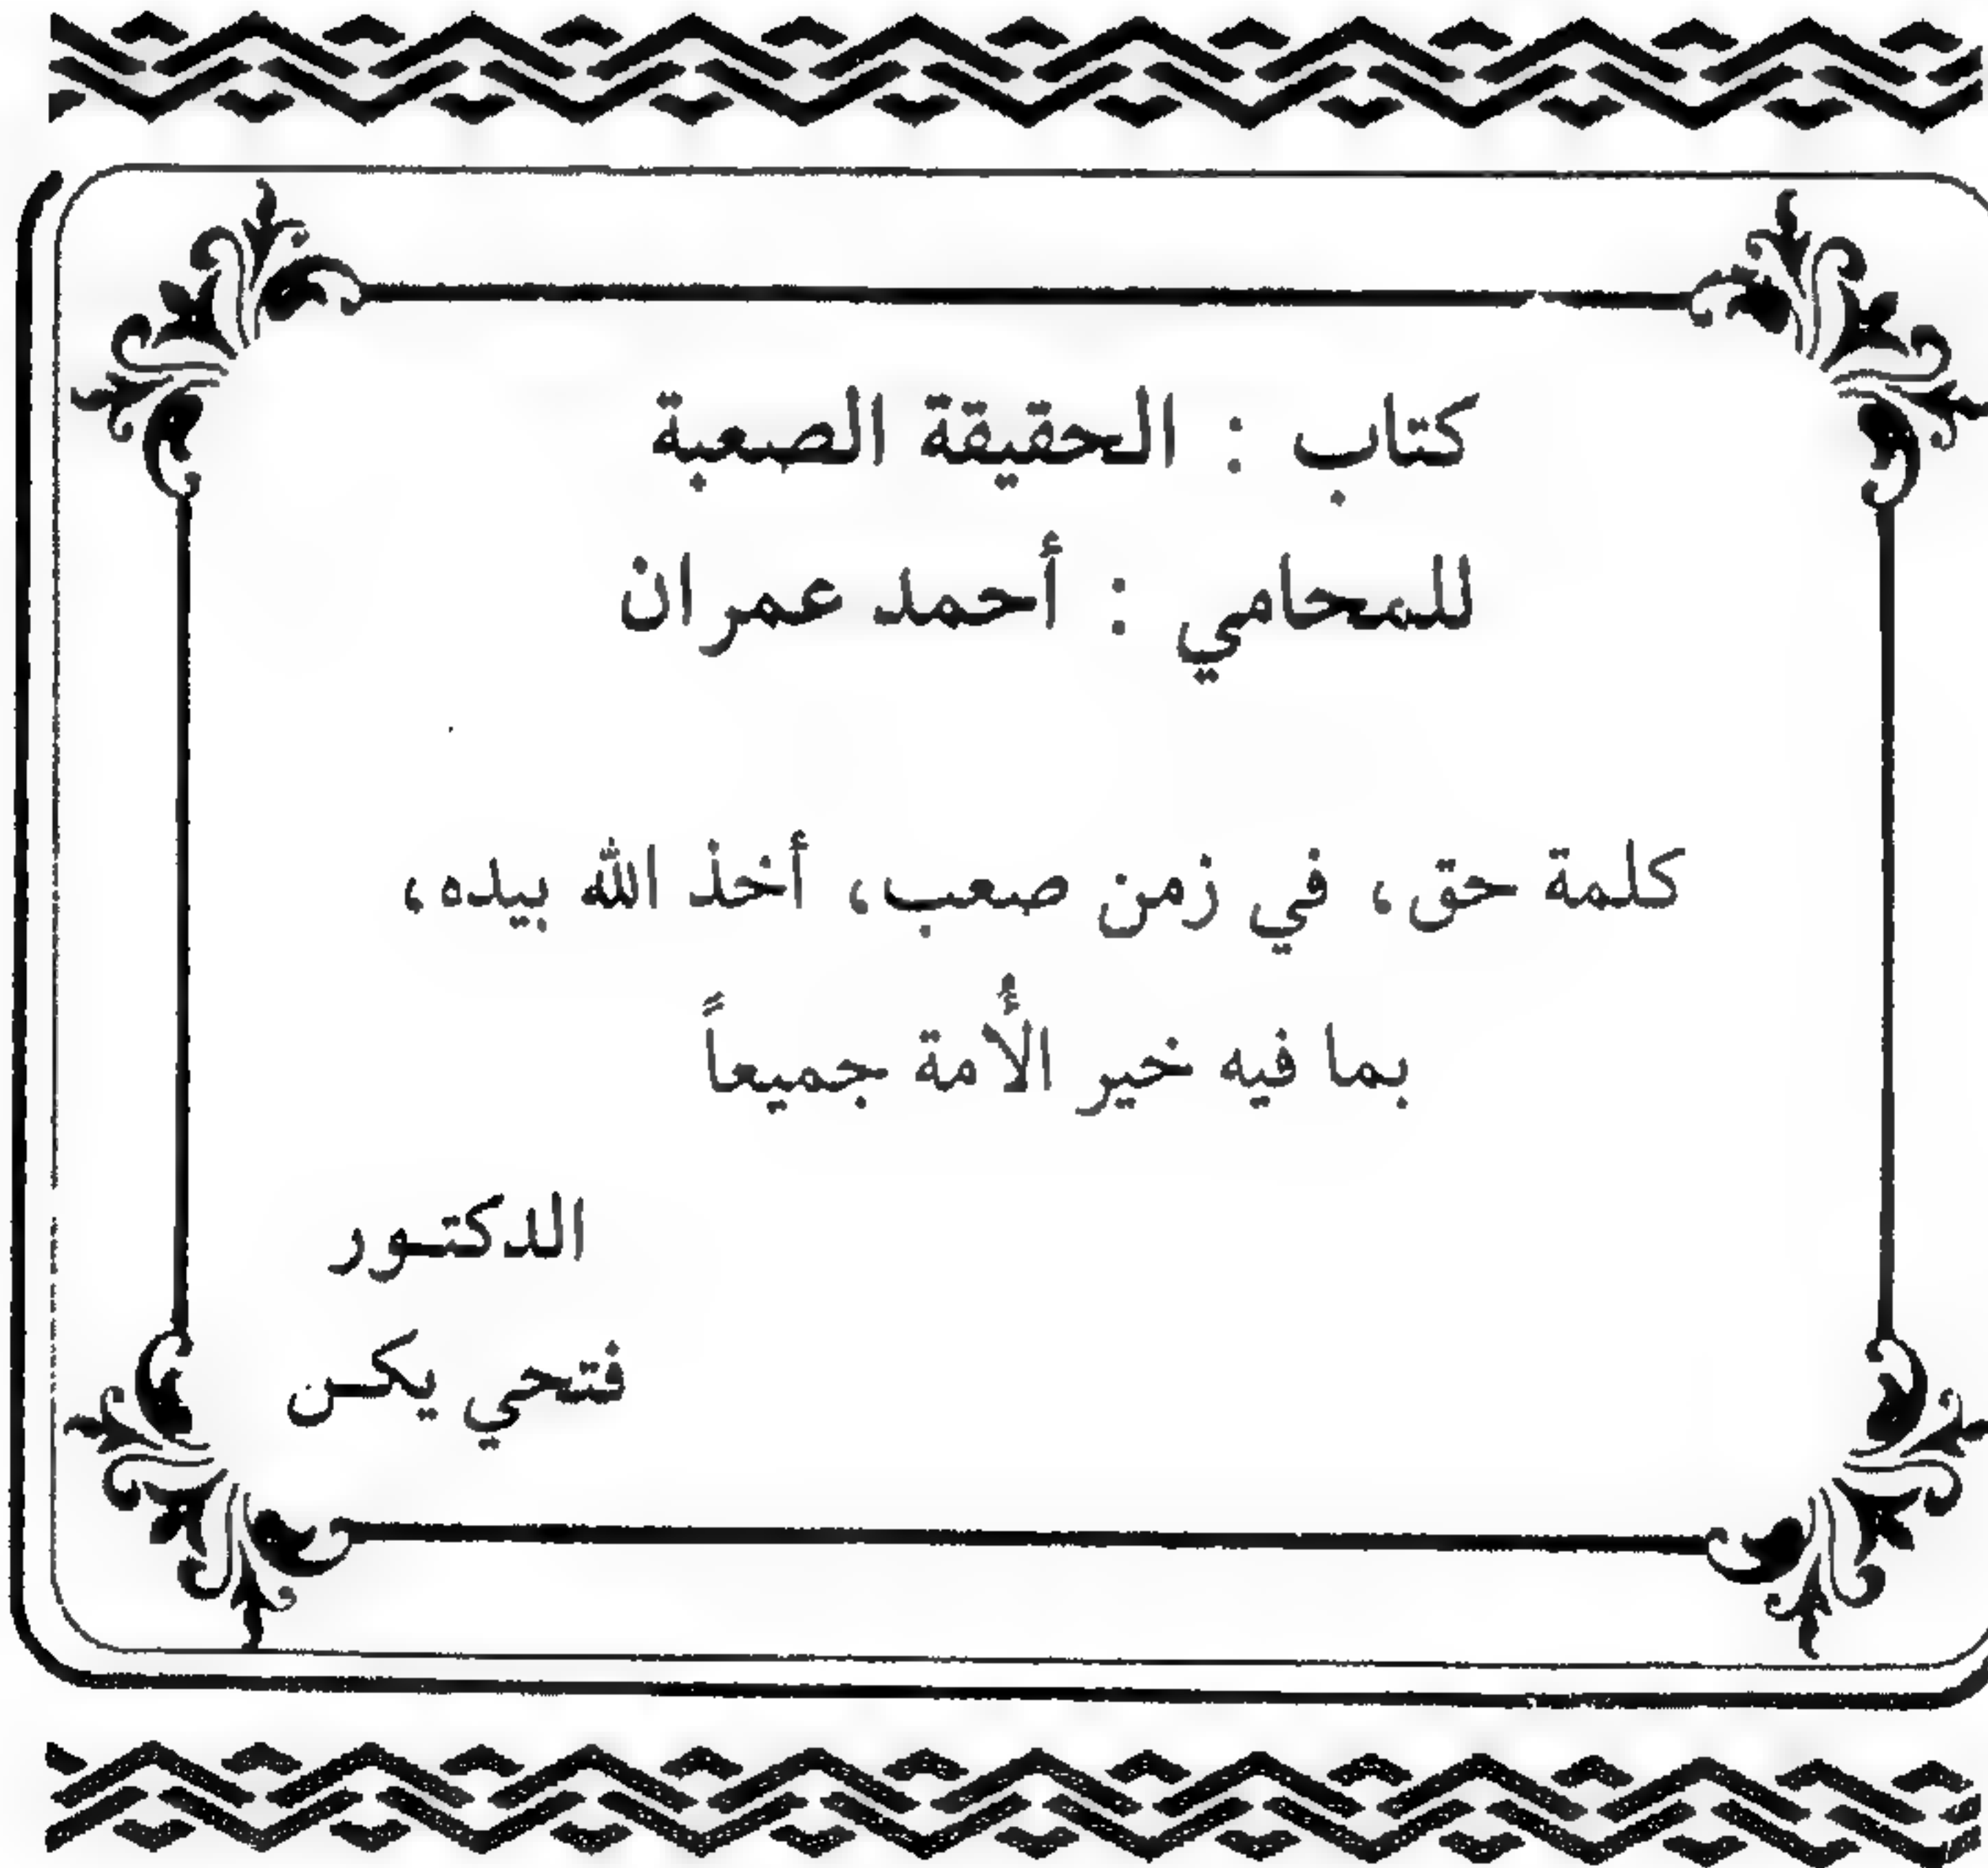 كتاب : الحقيقة الصعبة
للمحامي : أحمد عمران
كلمة حق، في زمن صعب، أخذ الله بيده،
بما فيه خير الأُمة جميعاً
الدكتـور
فتحي يكـن